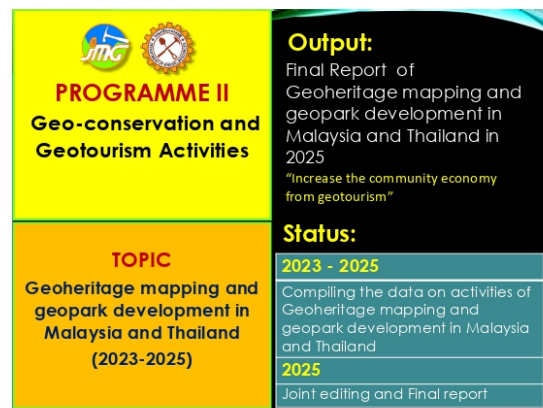 JMG
PROGRAMME II
Geo-conservation and
Geotourism Activities
TOPIC
Geoheritage mapping and
geopark development in
Malaysia and Thailand
(2023-2025)
Output:
Final Report of
Geoheritage mapping and
geopark development in
Malaysia and Thailand in
2025
“Increase the community economy
from geotourism”
Status:
2023 - 2025
Compiling the data on activities of
Geoheritage mapping and
geopark development in Malaysia
and Thailand
2025
Joint editing and Final report